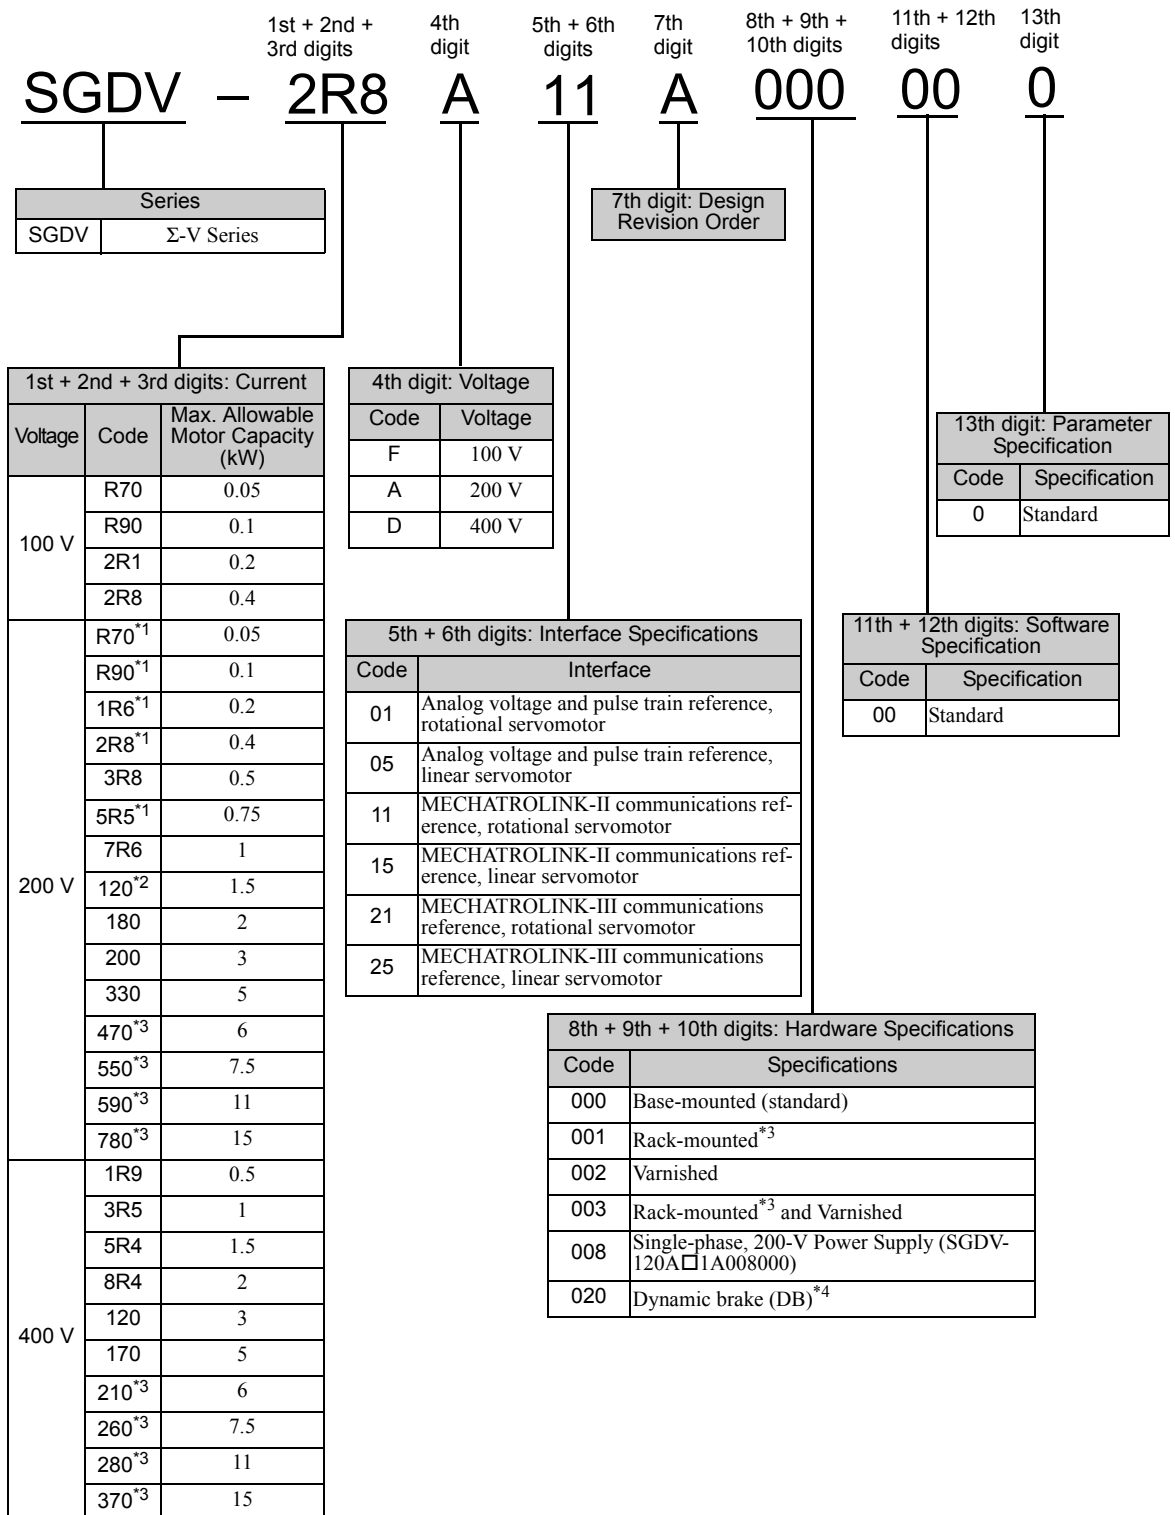 1st + 2nd +
3rd digits
4th
digit
5th + 6th
digits
7th
digit
8th + 9th +
10th digits
11th + 12th
digits
13th
digit
SGDV – 2R8 A 11 A 000 00 0
Series
SGDV Σ-V Series
7th digit: Design
Revision Order
1st + 2nd + 3rd digits: Current
Voltage Code Max. Allowable
Motor Capacity
(kW)
100 V
R70 0.05
R90 0.1
2R1 0.2
2R8 0.4
200 V
R70*1 0.05
R90*1 0.1
1R6*1 0.2
2R8*1 0.4
3R8 0.5
5R5*1 0.75
7R6 1
120*2 1.5
180 2
200 3
330 5
470*3 6
550*3 7.5
590*3 11
780*3 15
400 V
1R9 0.5
3R5 1
5R4 1.5
8R4 2
120 3
170 5
210*3 6
260*3 7.5
280*3 11
370*3 15
4th digit: Voltage
Code Voltage
F 100 V
A 200 V
D 400 V
5th + 6th digits: Interface Specifications
Code Interface
01 Analog voltage and pulse train reference,
rotational servomotor
05 Analog voltage and pulse train reference,
linear servomotor
11 MECHATROLINK-II communications ref-
erence, rotational servomotor
15 MECHATROLINK-II communications ref-
erence, linear servomotor
21 MECHATROLINK-III communications
reference, rotational servomotor
25 MECHATROLINK-III communications
reference, linear servomotor
13th digit: Parameter
Specification
Code Specification
0 Standard
11th + 12th digits: Software
Specification
Code Specification
00 Standard
8th + 9th + 10th digits: Hardware Specifications
Code Specifications
000 Base-mounted (standard)
001 Rack-mounted*3
002 Varnished
003 Rack-mounted*3 and Varnished
008 Single-phase, 200-V Power Supply (SGDV-
120A□1A008000)
020 Dynamic brake (DB)*4